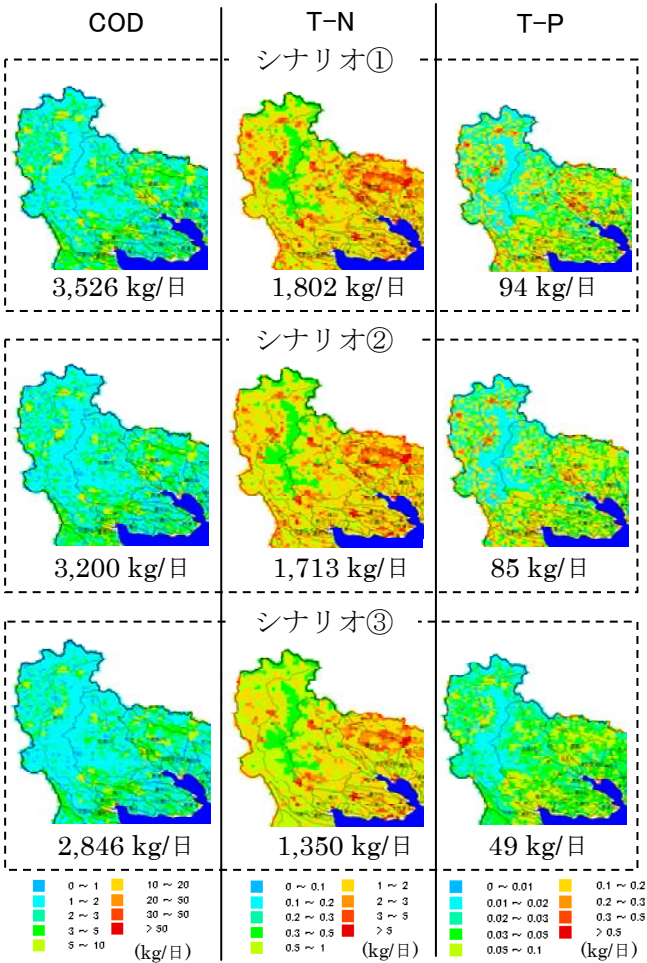 COD T-N T-P
シナリオ①
3,526 kg/日 1,802 kg/日 94 kg/日
シナリオ②
3,200 kg/日 1,713 kg/日 85 kg/日
シナリオ③
2,846 kg/日 1,350 kg/日 49 kg/日
0 ～ 1 10 ～ 20 0 ～ 0.1 1 ～ 2 0 ～ 0.01 0.1 ～ 0.2
1 ～ 2 20 ～ 30 0.1 ～ 0.2 2 ～ 3 0.01 ～ 0.02 0.2 ～ 0.3
2 ～ 3 30 ～ 50 0.2 ～ 0.3 3 ～ 5 0.02 ～ 0.03 0.3 ～ 0.5
3 ～ 5 > 50 0.3 ～ 0.5 > 5 0.03 ～ 0.05 > 0.5
5 ～ 10 (kg/日) 0.5 ～ 1 (kg/日) 0.05 ～ 0.1 (kg/日)